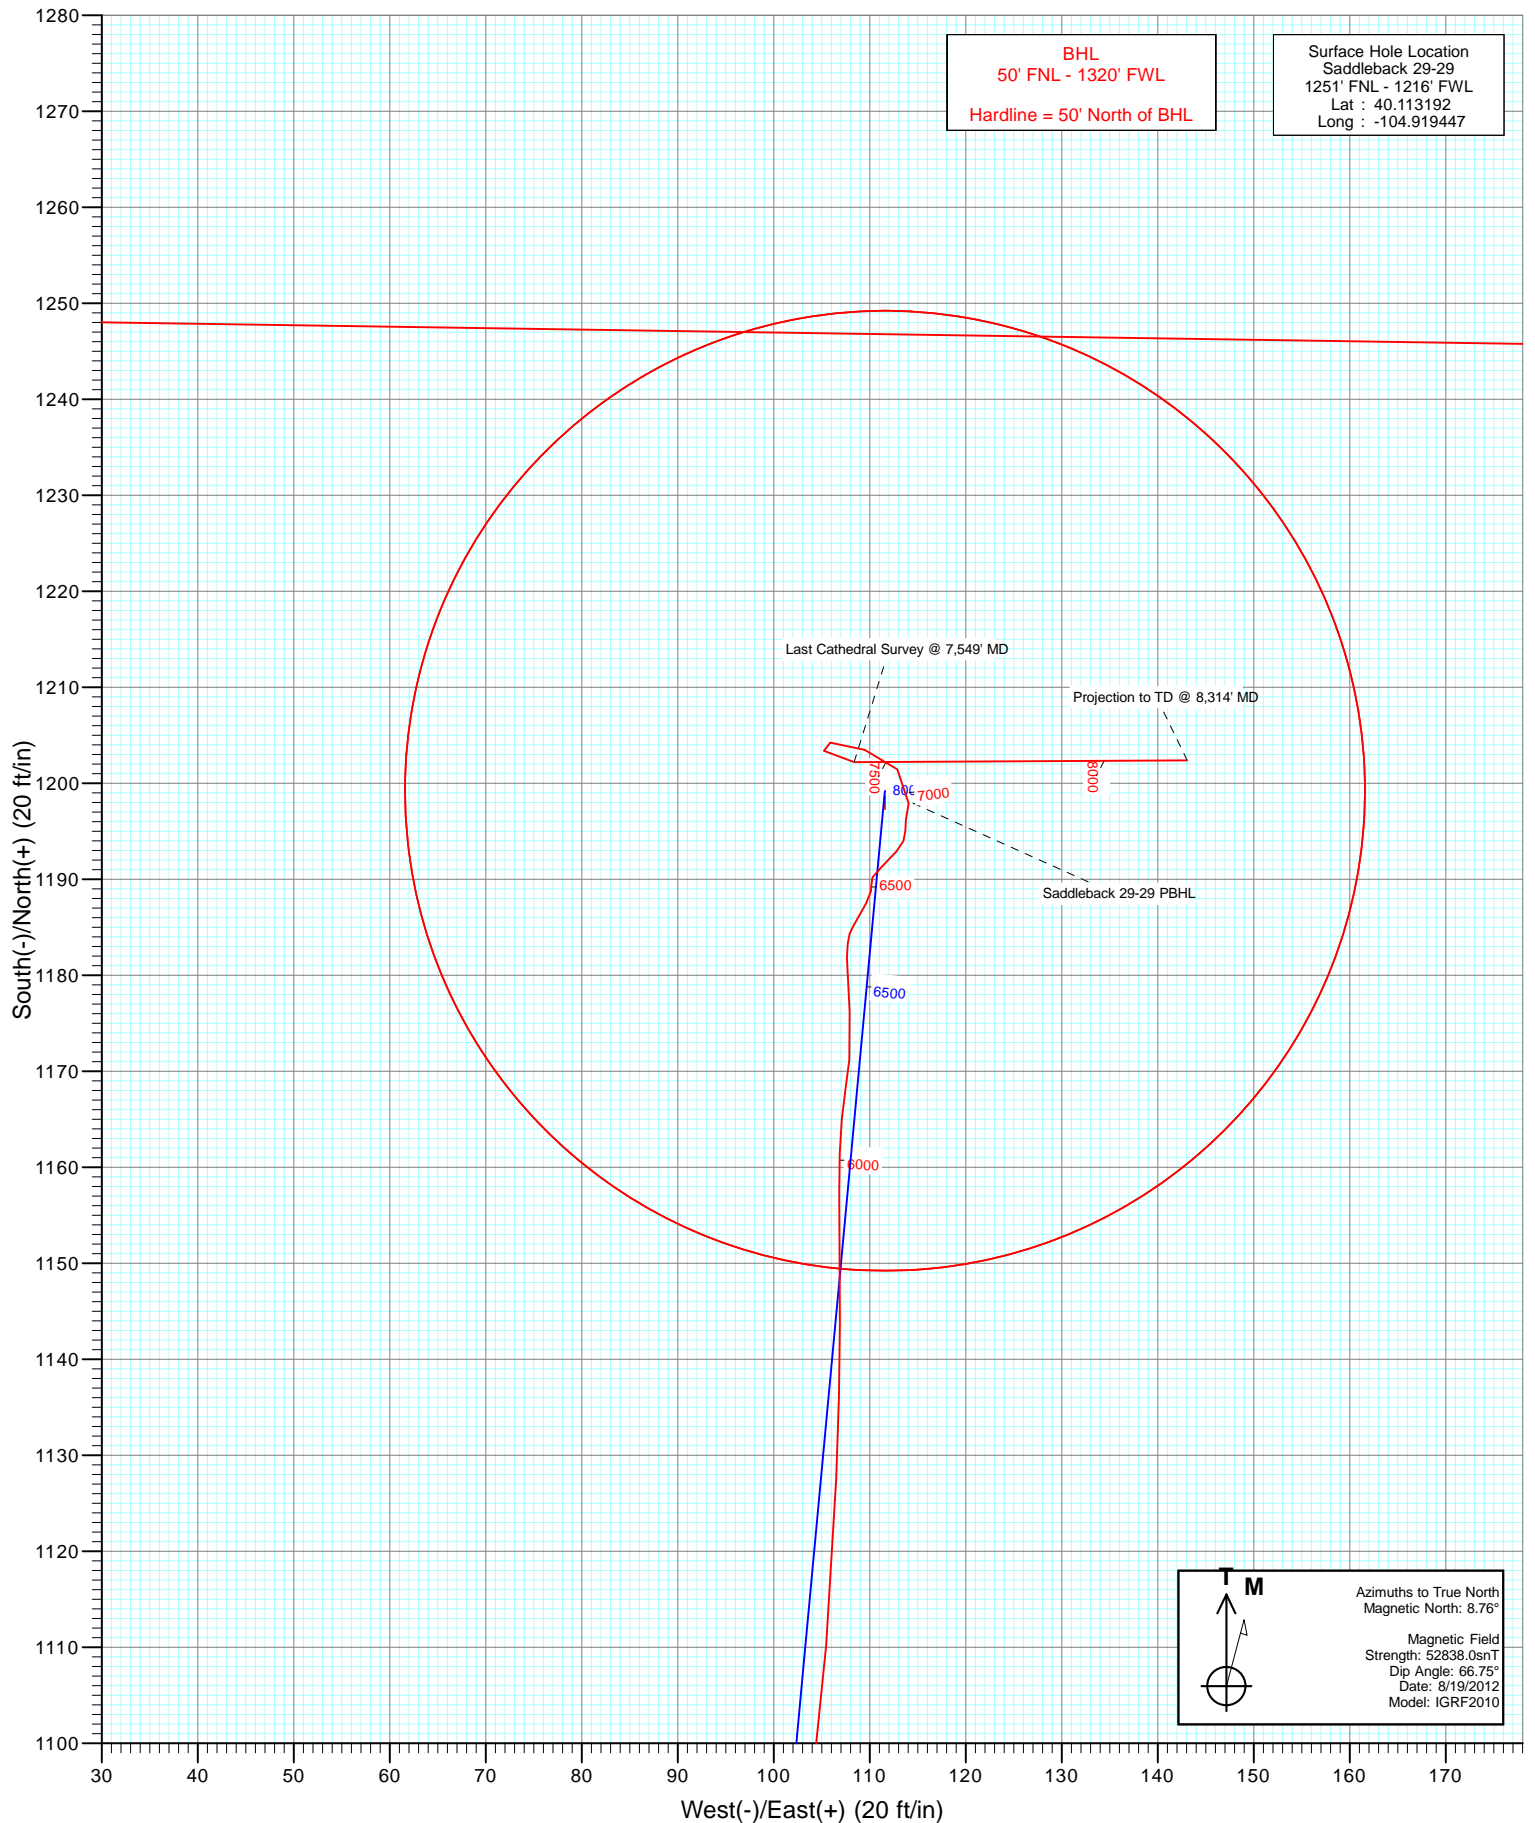 BHL
50' FNL - 1320' FWL
Hardline = 50' North of BHL
Surface Hole Location
Saddleback 29-29
1251' FNL - 1216' FWL
Lat : 40.113192
Long : -104.919447
1280
1270
1260
1250
1240
1230
1220
1210
1200
1190
1180
1170
1160
1150
1140
1130
1120
1110
1100
South(-)/North(+) (20 ft/in)
Last Cathedral Survey @ 7,549' MD
Projection to TD @ 8,314' MD
7500
8000
7000
Saddleback 29-29 PBHL
6500
6500
6000
T
M
Azimuths to True North
Magnetic North: 8.76°
Magnetic Field
Strength: 52838.0snT
Dip Angle: 66.75°
Date: 8/19/2012
Model: IGRF2010
30 40 50 60 70 80 90 100 110 120 130 140 150 160 170
West(-)/East(+) (20 ft/in)